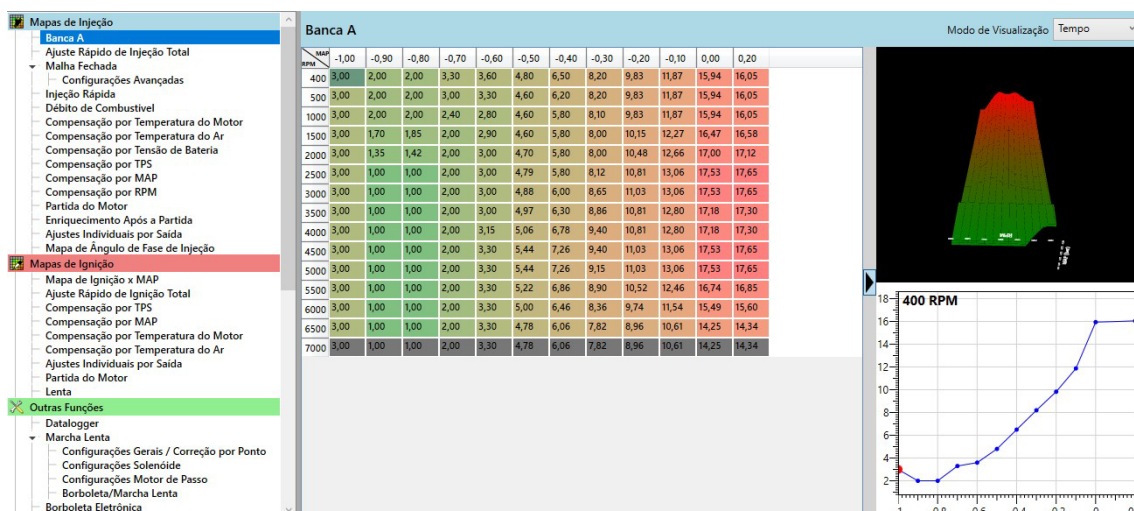 Mapas de Injeção
Banca A
Ajuste Rápido de Injeção Total
Malha Fechada
Configurações Avançadas
Injeção Rápida
Débito de Combustivel
Compensação por Temperatura do Motor
Compensação por Temperatura do Ar
Compensação por Tensão de Bateria
Compensação por TPS
Compensação por MAP
Compensação por RPM
Partida do Motor
Enriquecimento Após a Partida
Ajustes Individuais por Saída
Mapa de Ângulo de Fase de Injeção
Mapas de Ignição
Mapa de Ignição x MAP
Ajuste Rápido de Ignição Total
Compensação por TPS
Compensação por MAP
Compensação por Temperatura do Motor
Compensação por Temperatura do Ar
Ajustes Individuais por Saída
Partida do Motor
Lenta
Outras Funções
Datalogger
Marcha Lenta
Configurações Gerais / Correção por Ponto
Configurações Solenóide
Configurações Motor de Passo
Borboleta/Marcha Lenta
Borboleta Eletrônica
Banca A
Modo de Visualização Tempo
MAP
RPM -1,00 -0,90 -0,80 -0,70 -0,60 -0,50 -0,40 -0,30 -0,20 -0,10 0,00 0,20
400 3,00 2,00 2,00 3,30 3,60 4,80 6,50 8,20 9,83 11,87 15,94 16,05
500 3,00 2,00 2,00 3,00 3,30 4,60 6,20 8,20 9,83 11,87 15,94 16,05
1000 3,00 2,00 2,00 2,40 2,80 4,60 5,80 8,10 9,83 11,87 15,94 16,05
1500 3,00 1,70 1,85 2,00 2,90 4,60 5,80 8,00 10,15 12,27 16,47 16,58
2000 3,00 1,35 1,42 2,00 3,00 4,70 5,80 8,00 10,48 12,66 17,00 17,12
2500 3,00 1,00 1,00 2,00 3,00 4,79 5,80 8,12 10,81 13,06 17,53 17,65
3000 3,00 1,00 1,00 2,00 3,00 4,88 6,00 8,65 11,03 13,06 17,53 17,65
3500 3,00 1,00 1,00 2,00 3,00 4,97 6,30 8,86 10,81 12,80 17,18 17,30
4000 3,00 1,00 1,00 2,00 3,15 5,06 6,78 9,40 10,81 12,80 17,18 17,30
4500 3,00 1,00 1,00 2,00 3,30 5,44 7,26 9,40 11,03 13,06 17,53 17,65
5000 3,00 1,00 1,00 2,00 3,30 5,44 7,26 9,15 11,03 13,06 17,53 17,65
5500 3,00 1,00 1,00 2,00 3,30 5,22 6,86 8,90 10,52 12,46 16,74 16,85
6000 3,00 1,00 1,00 2,00 3,30 5,00 6,46 8,36 9,74 11,54 15,49 15,60
6500 3,00 1,00 1,00 2,00 3,30 4,78 6,06 7,82 8,96 10,61 14,25 14,34
7000 3,00 1,00 1,00 2,00 3,30 4,78 6,06 7,82 8,96 10,61 14,25 14,34
400 RPM
18
16
14
12
10
8
6
4
2